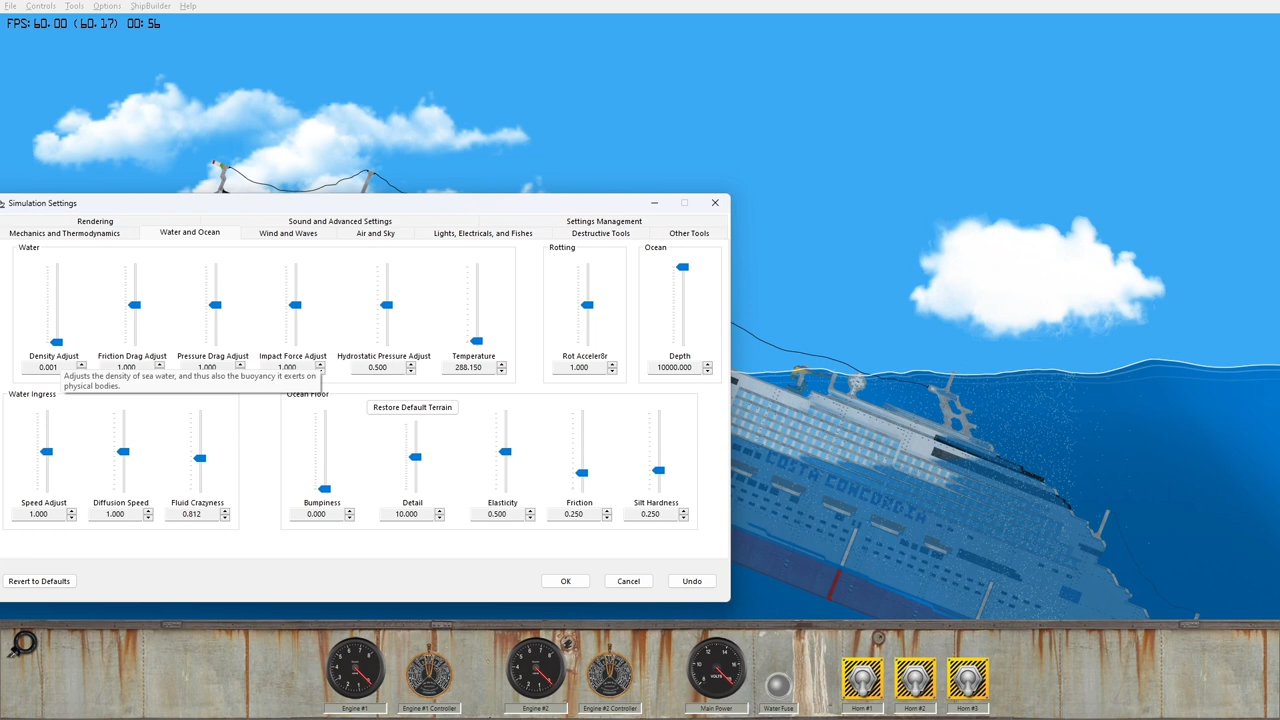 File Controls Tools Options ShipBuilder Help
FPS: 60.00 (60.17) 00:56
Simulation Settings
Rendering Sound and Advanced Settings Settings Management
Mechanics and Thermodynamics Water and Ocean Wind and Waves Air and Sky Lights, Electricals, and Fishes Destructive Tools Other Tools
Water Rotting Ocean
Density Adjust Friction Drag Adjust Pressure Drag Adjust Impact Force Adjust Hydrostatic Pressure Adjust Temperature Rot Acceler8r Depth
0.001 1.000 1.000 1.000 0.500 288.150 1.000 10000.000
Adjusts the density of sea water, and thus also the buoyancy it exerts on
physical bodies.
Water Ingress Ocean Floor
Restore Default Terrain
Speed Adjust Diffusion Speed Fluid Crazyness Bumpiness Detail Elasticity Friction Silt Hardness
1.000 1.000 0.812 0.000 10.000 0.500 0.250 0.250
Revert to Defaults OK Cancel Undo
COSTA CONCORDIA
Engine #1 Engine #1 Controller Engine #2 Engine #2 Controller Main Power Water Fuse Horn #1 Horn #2 Horn #3
VOLTS